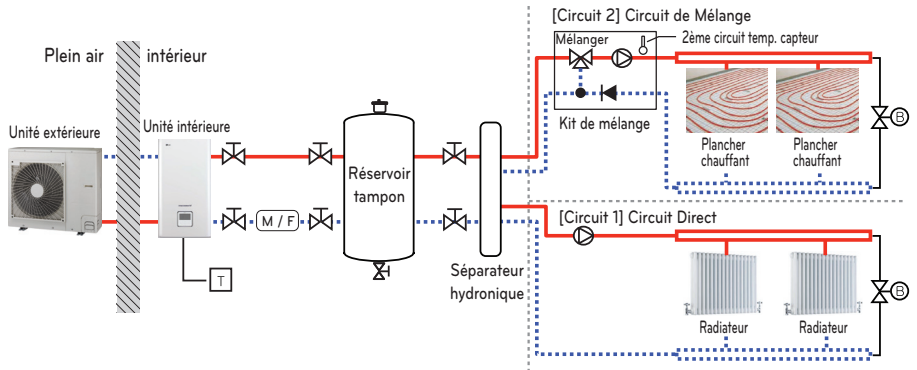 [Circuit 2] Circuit de Mélange
Mélanger
2ème circuit temp. capteur
Plein air
intérieur
Unité extérieure
Unité intérieure
Kit de mélange
Plancher
chauffant
Plancher
chauffant
B
Réservoir
tampon
M / F
T
Séparateur
hydronique
[Circuit 1] Circuit Direct
B
Radiateur
Radiateur